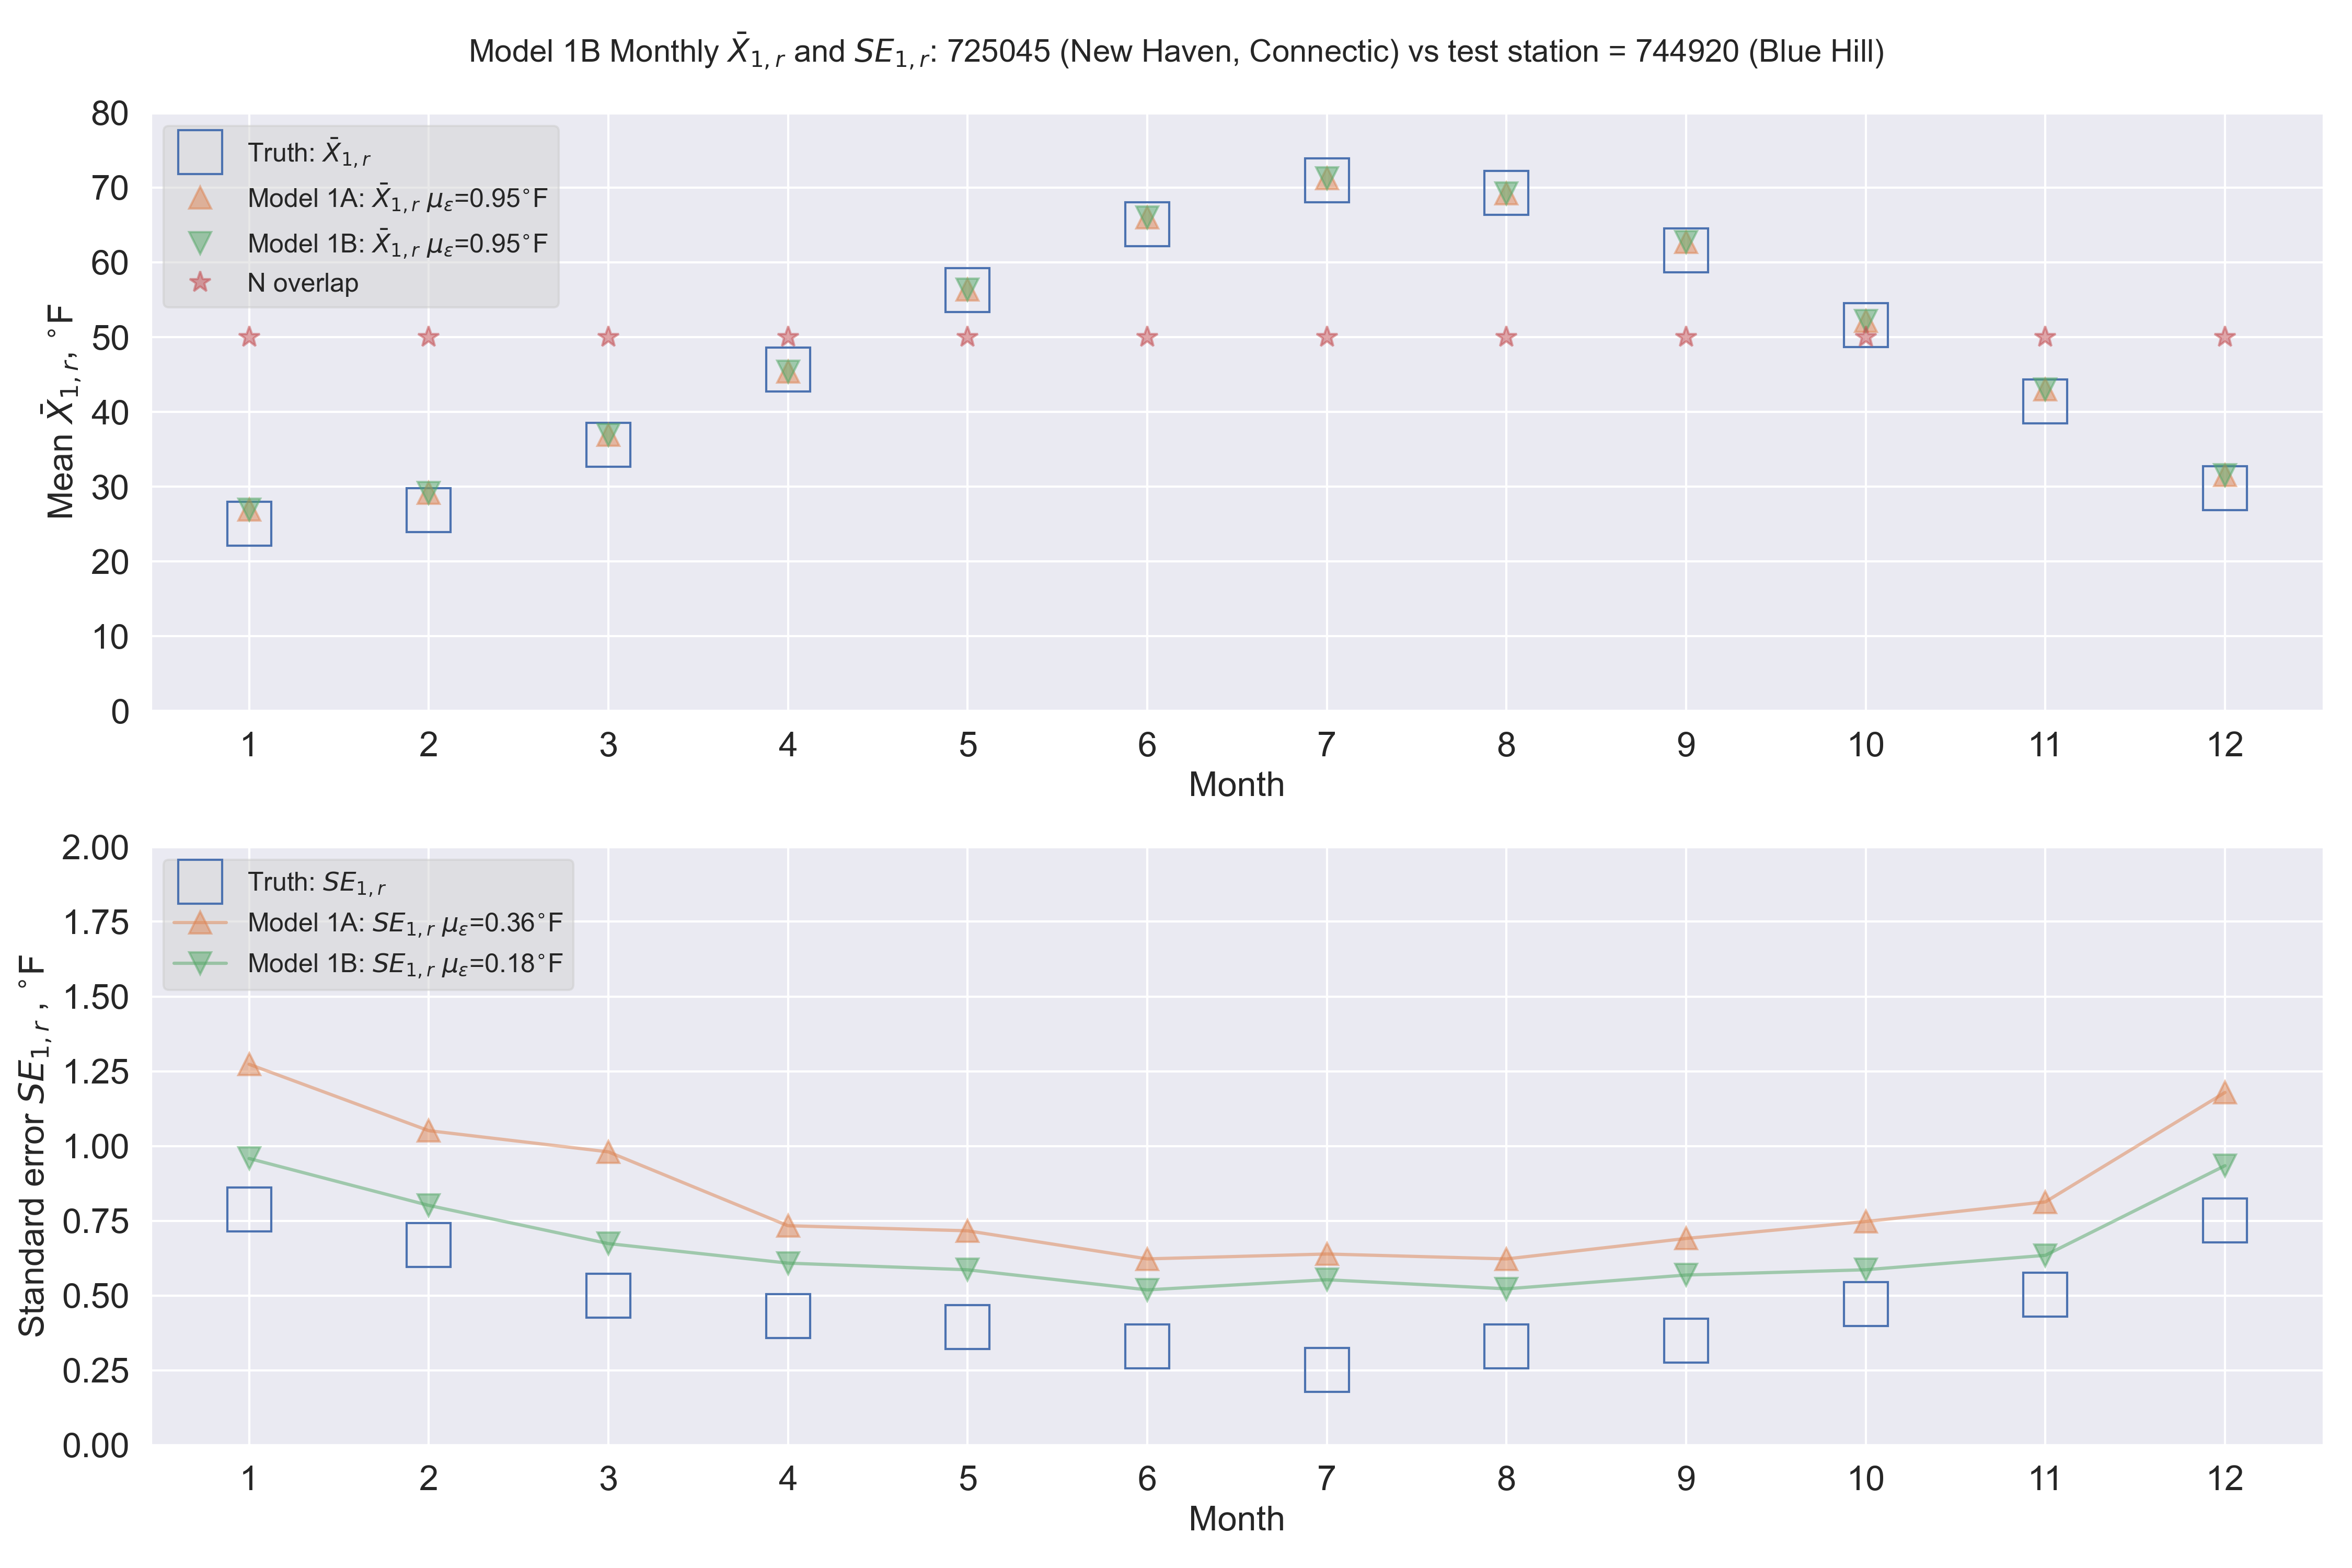 Model 1B Monthly X̄₁,ᵣ and SE₁,ᵣ: 725045 (New Haven, Connectic) vs test station = 744920 (Blue Hill)
80
70
60
50
40
30
20
10
0
Mean X̄₁,ᵣ, °F
Truth: X̄₁,ᵣ
Model 1A: X̄₁,ᵣ με=0.95°F
Model 1B: X̄₁,ᵣ με=0.95°F
N overlap
1 2 3 4 5 6 7 8 9 10 11 12
Month
2.00
1.75
1.50
1.25
1.00
0.75
0.50
0.25
0.00
Standard error SE₁,ᵣ , °F
Truth: SE₁,ᵣ
Model 1A: SE₁,ᵣ με=0.36°F
Model 1B: SE₁,ᵣ με=0.18°F
1 2 3 4 5 6 7 8 9 10 11 12
Month